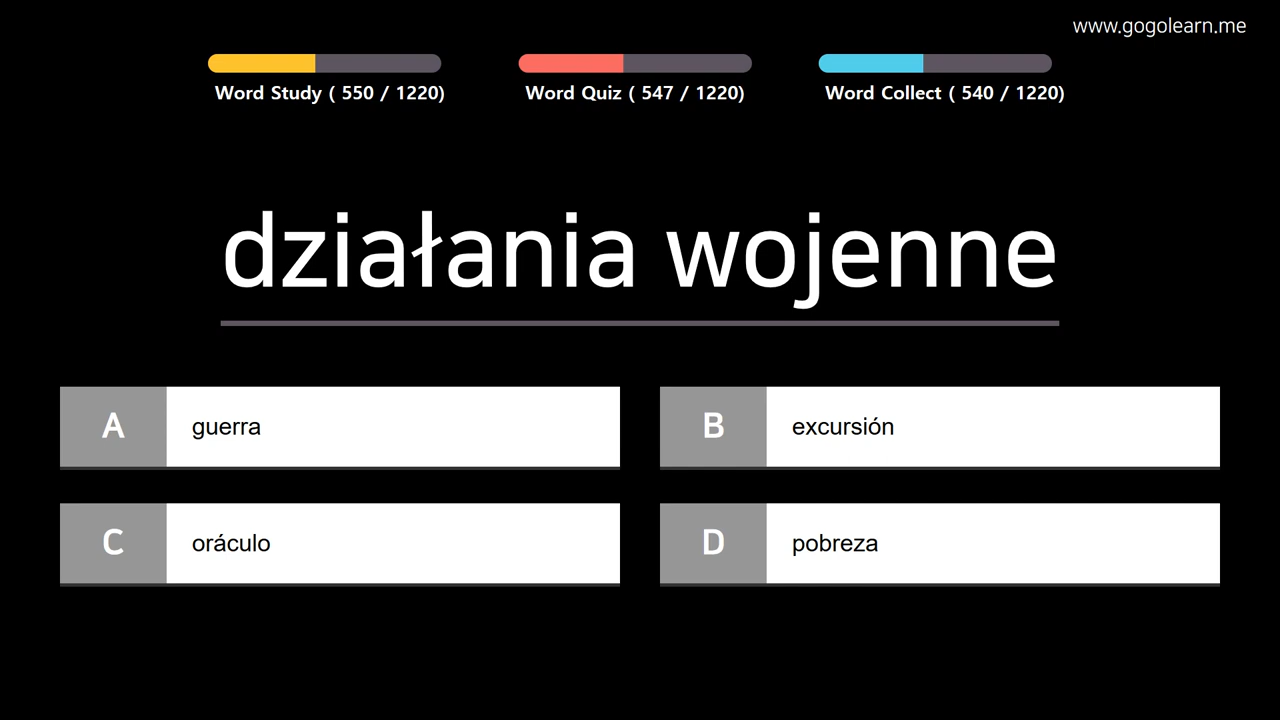 www.gogolearn.me
Word Study ( 550 / 1220)
Word Quiz ( 547 / 1220)
Word Collect ( 540 / 1220)
działania wojenne
A guerra
B excursión
C oráculo
D pobreza